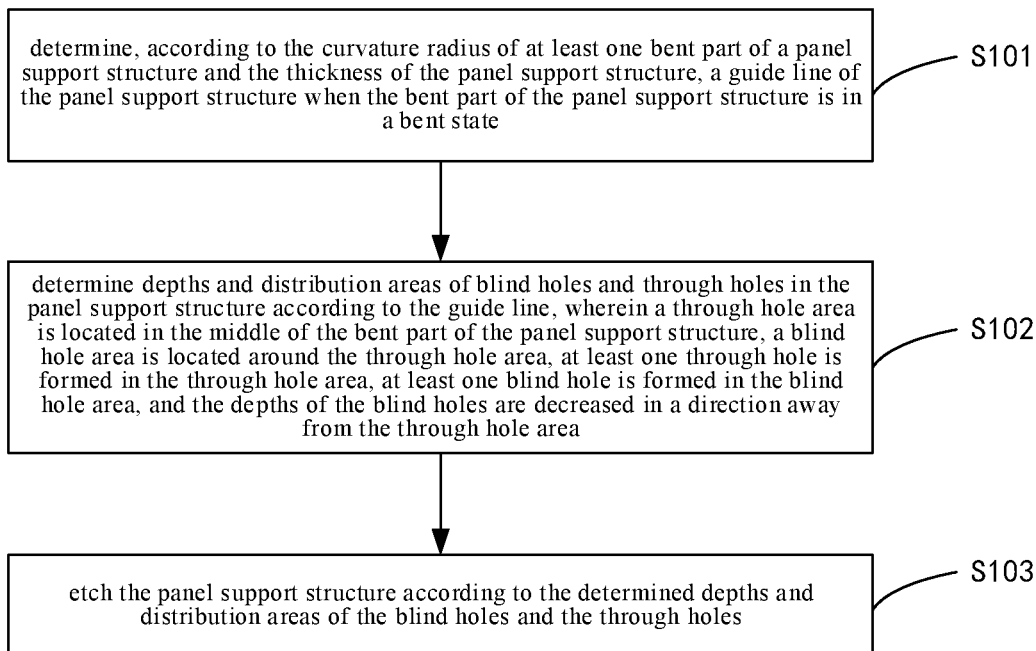 determine, according to the curvature radius of at least one bent part of a panel
support structure and the thickness of the panel support structure, a guide line of
the panel support structure when the bent part of the panel support structure is in
a bent state
S101
determine depths and distribution areas of blind holes and through holes in the
panel support structure according to the guide line, wherein a through hole area
is located in the middle of the bent part of the panel support structure, a blind
hole area is located around the through hole area, at least one through hole is
formed in the through hole area, at least one blind hole is formed in the blind
hole area, and the depths of the blind holes are decreased in a direction away
from the through hole area
S102
etch the panel support structure according to the determined depths and
distribution areas of the blind holes and the through holes
S103